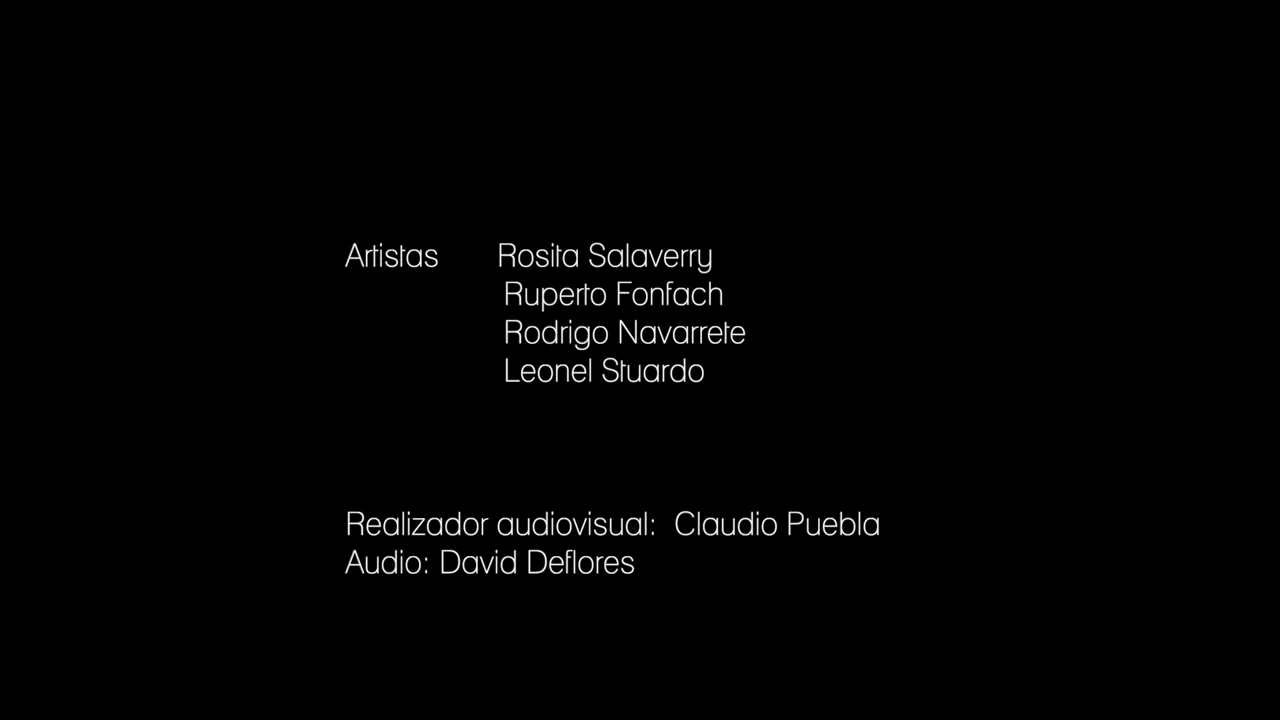 Artistas Rosita Salaverry
Ruperto Fonfach
Rodrigo Navarrete
Leonel Stuardo
Realizador audiovisual: Claudio Puebla
Audio: David Deflores